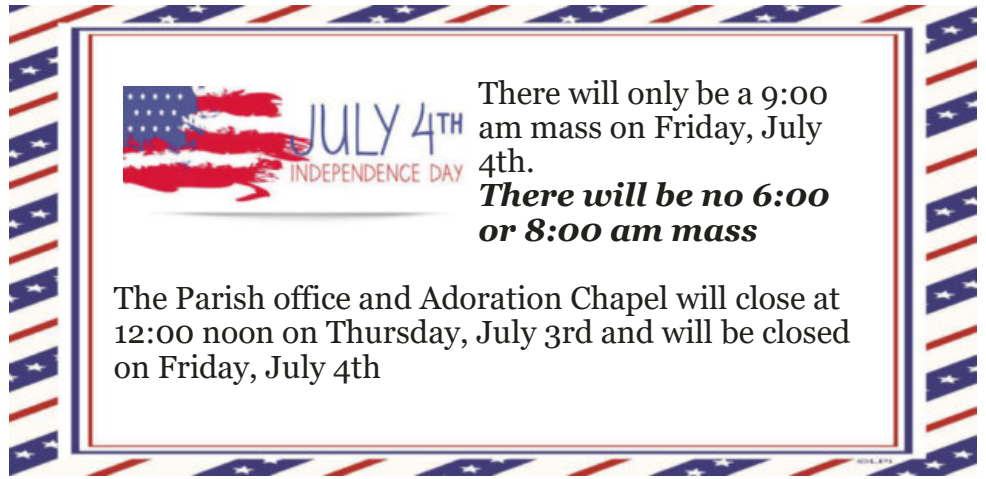 JULY 4TH
INDEPENDENCE DAY
There will only be a 9:00
am mass on Friday, July
4th.
There will be no 6:00
or 8:00 am mass
The Parish office and Adoration Chapel will close at
12:00 noon on Thursday, July 3rd and will be closed
on Friday, July 4th
©LPI